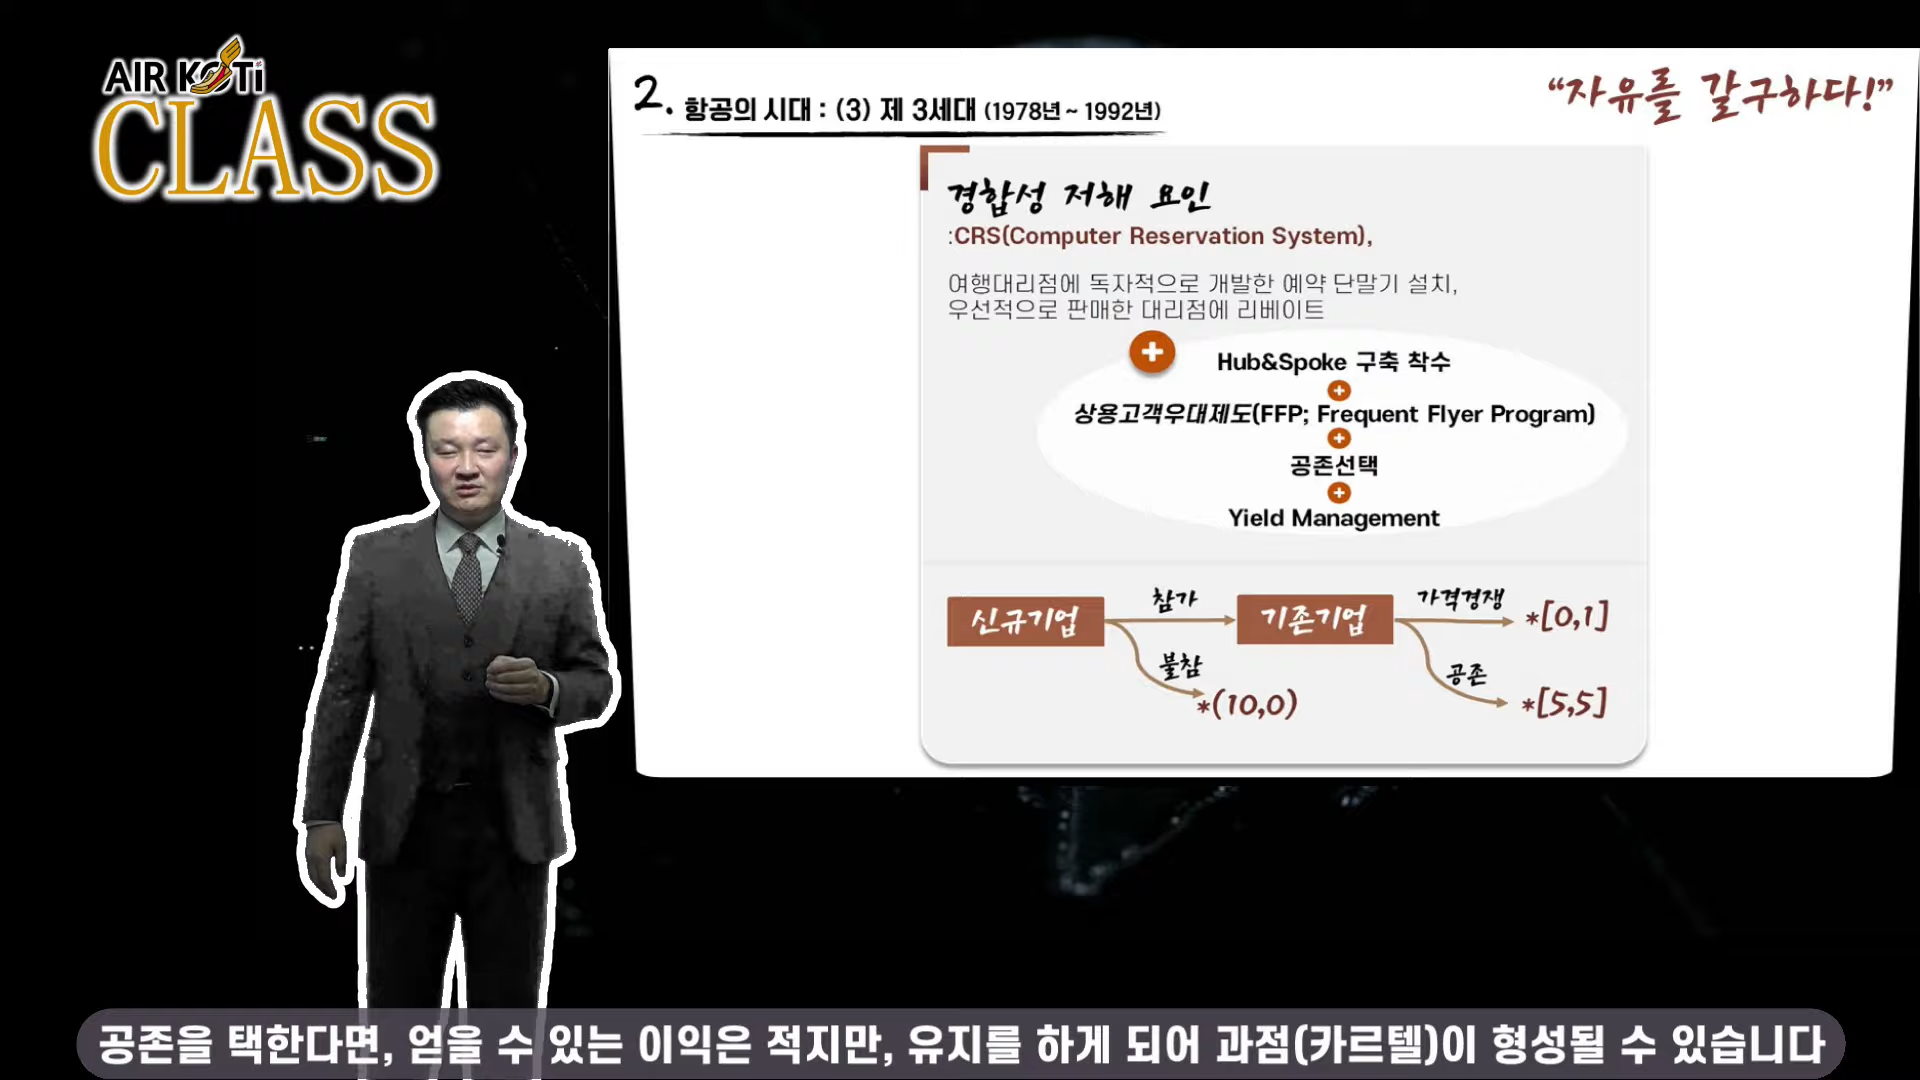 AIR KOTi
CLASS
2. 항공의 시대 : (3) 제 3세대 (1978년 ~ 1992년)
“자유를 갈구하다!”
경합성 저해 요인
:CRS(Computer Reservation System),
여행대리점에 독자적으로 개발한 예약 단말기 설치,
우선적으로 판매한 대리점에 리베이트
+
Hub&Spoke 구축 착수
+
상용고객우대제도(FFP; Frequent Flyer Program)
+
공존선택
+
Yield Management
신규기업
참가
기존기업
가격경쟁
*[0,1]
불참
*(10,0)
공존
*[5,5]
공존을 택한다면, 얻을 수 있는 이익은 적지만, 유지를 하게 되어 과점(카르텔)이 형성될 수 있습니다